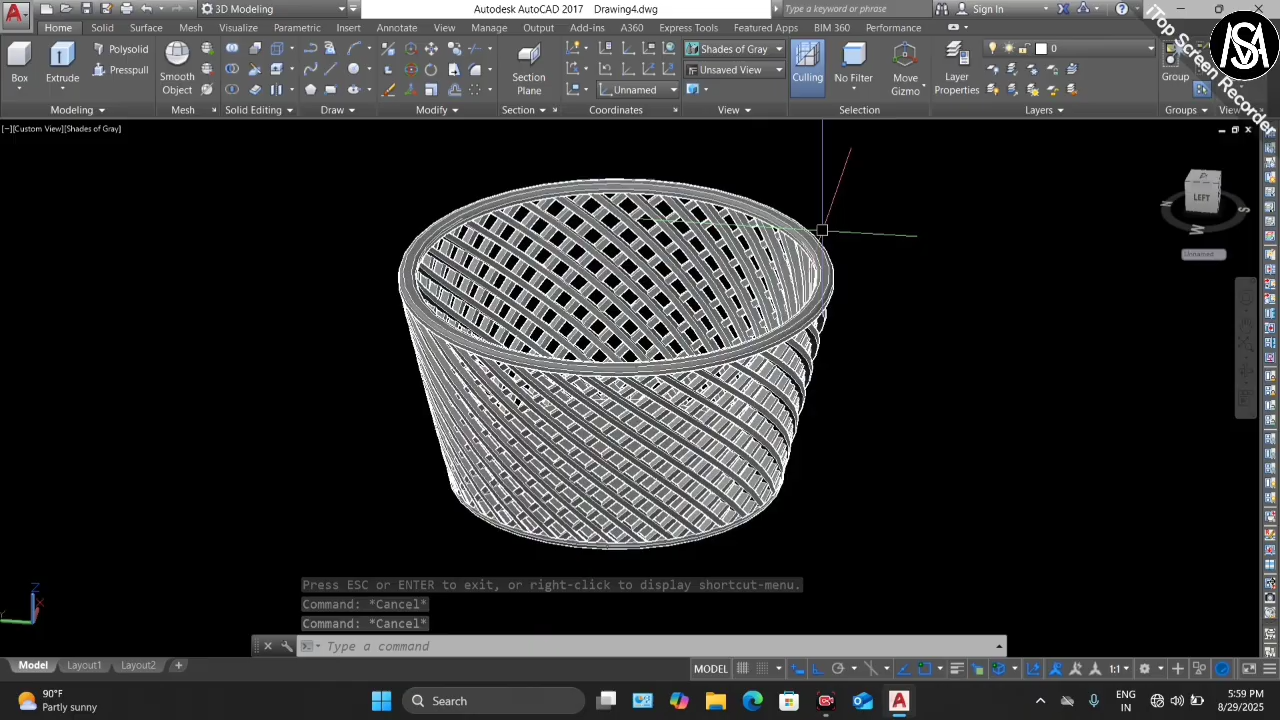 3D Modeling
Autodesk AutoCAD 2017 Drawing4.dwg
Type a keyword or phrase
Sign In
Home Solid Surface Mesh Visualize Parametric Insert Annotate View Manage Output Add-ins A360 Express Tools Featured Apps BIM 360 Performance
Box
Extrude
Polysolid
Presspull
Smooth Object
Section Plane
Shades of Gray
Unsaved View
Unnamed
Culling
No Filter
Move Gizmo
Layer Properties
0
Group
Modeling
Mesh
Solid Editing
Draw
Modify
Section
Coordinates
View
Selection
Layers
Groups
View
iTop Screen Recorder
[−][Custom View][Shades of Gray]
LEFT
N
S
W
Unnamed
Z
X
Y
Press ESC or ENTER to exit, or right-click to display shortcut-menu.
Command: *Cancel*
Command: *Cancel*
Type a command
Model Layout1 Layout2 +
MODEL
1:1
90°F
Partly sunny
Search
ENG
IN
5:59 PM
8/29/2025